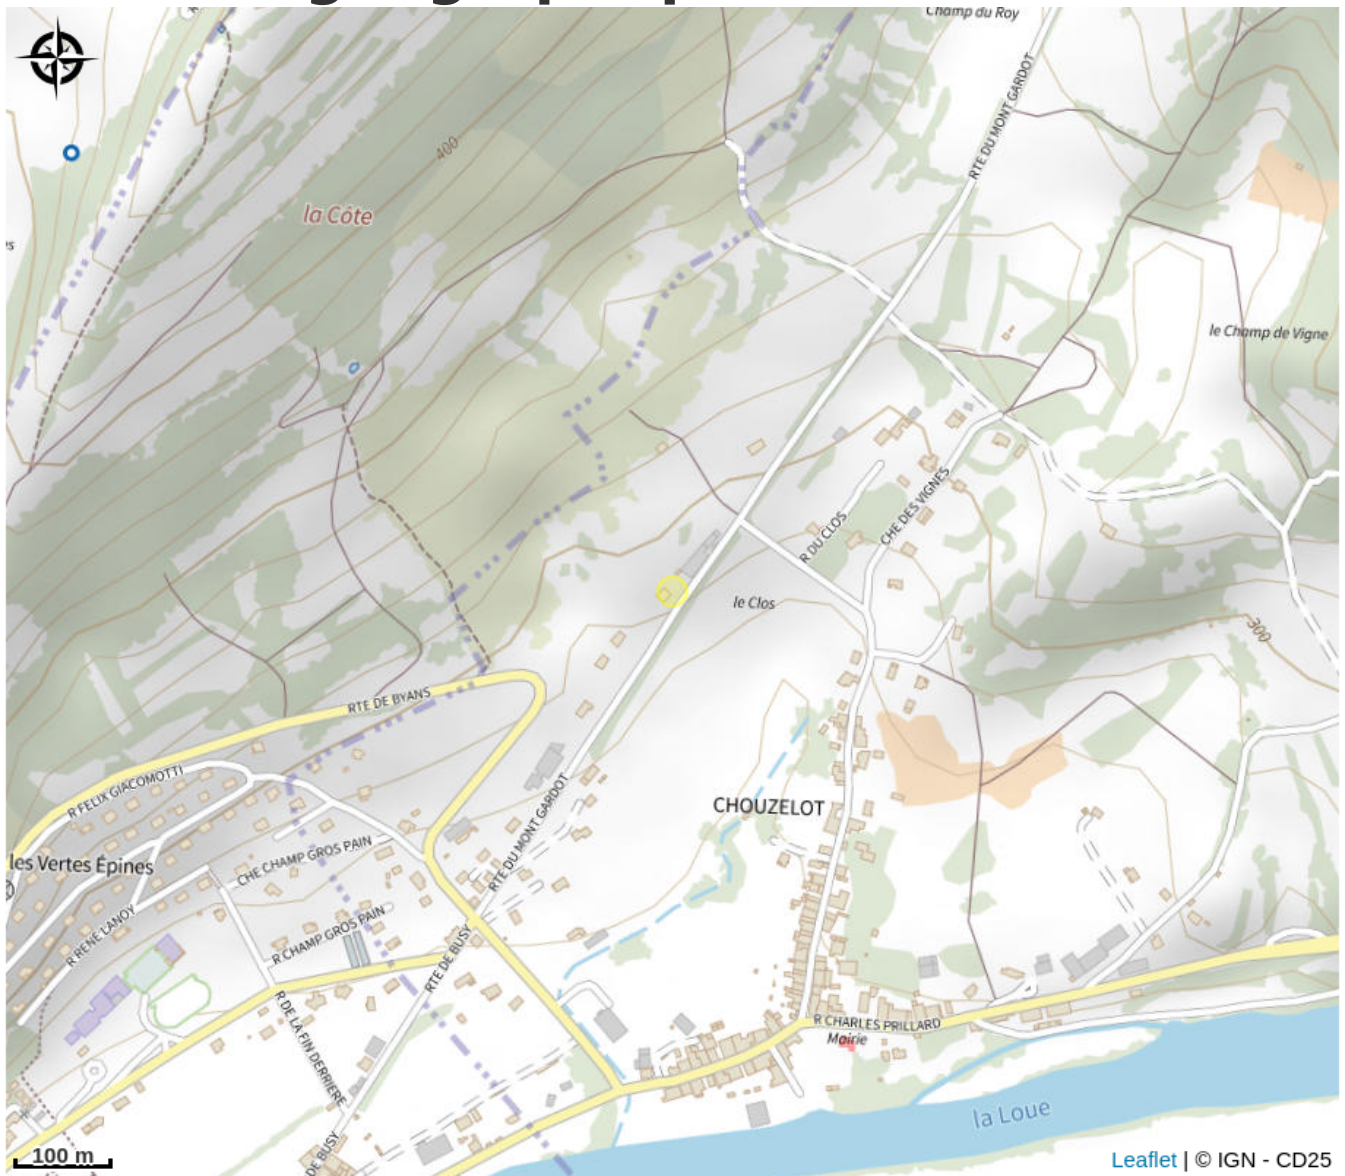 Champ du Roy
RTE DU MONT GARDOT
400
la Côte
le Champ de Vigne
CHE DES VIGNES
R DU CLOS
le Clos
300
RTE DE BYANS
R FELIX GIACOMOTTI
CHOUZELOT
RTE DU MONT GARDOT
les Vertes Épines
CHE CHAMP GROS PAIN
R RENE LANOY
R CHAMP GROS PAIN
RTE DE BUSY
R DE LA FIN DERRIERE
R CHARLES PRILLARD
Mairie
la Loue
DE BUSY
100 m
Leaflet | © IGN - CD25